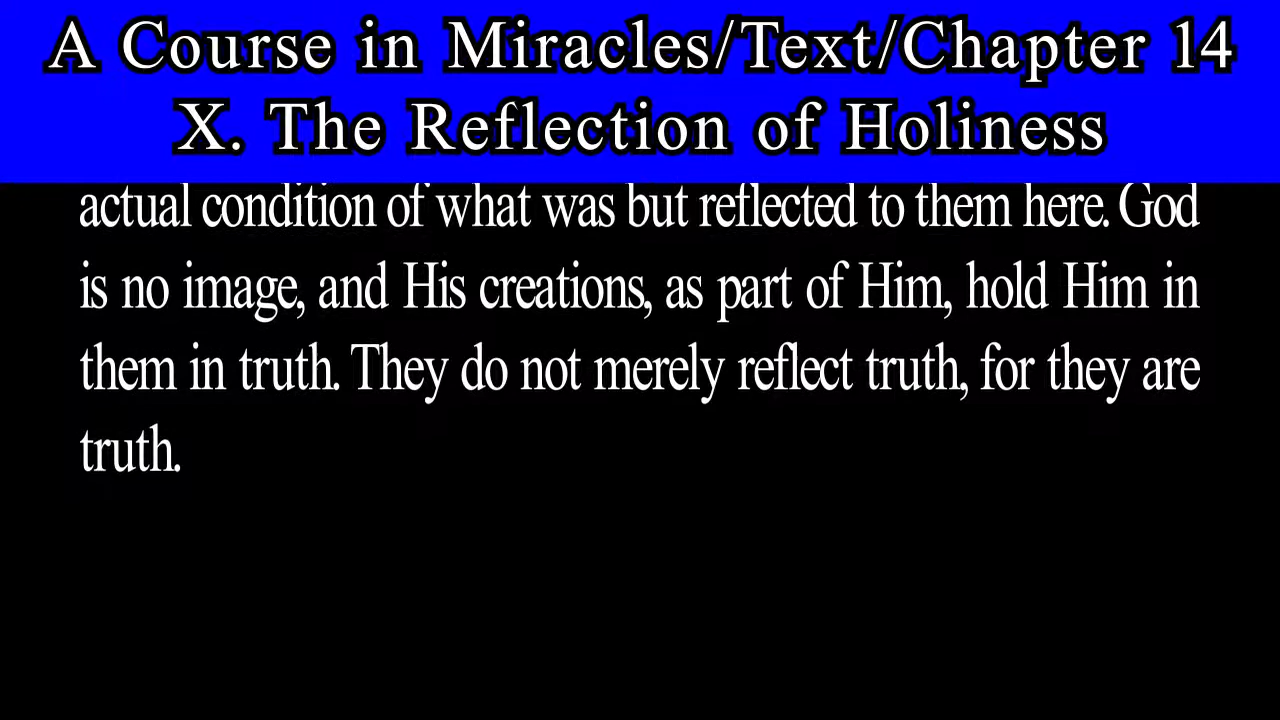 A Course in Miracles/Text/Chapter 14
X. The Reflection of Holiness
actual condition of what was but reflected to them here. God
is no image, and His creations, as part of Him, hold Him in
them in truth. They do not merely reflect truth, for they are
truth.